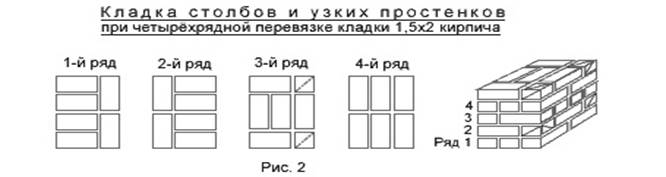 Кладка столбов и узких простенков
при четырёхрядной перевязке кладки 1,5х2 кирпича
1-й ряд 2-й ряд 3-й ряд 4-й ряд
4
3
2
Ряд 1
Рис. 2